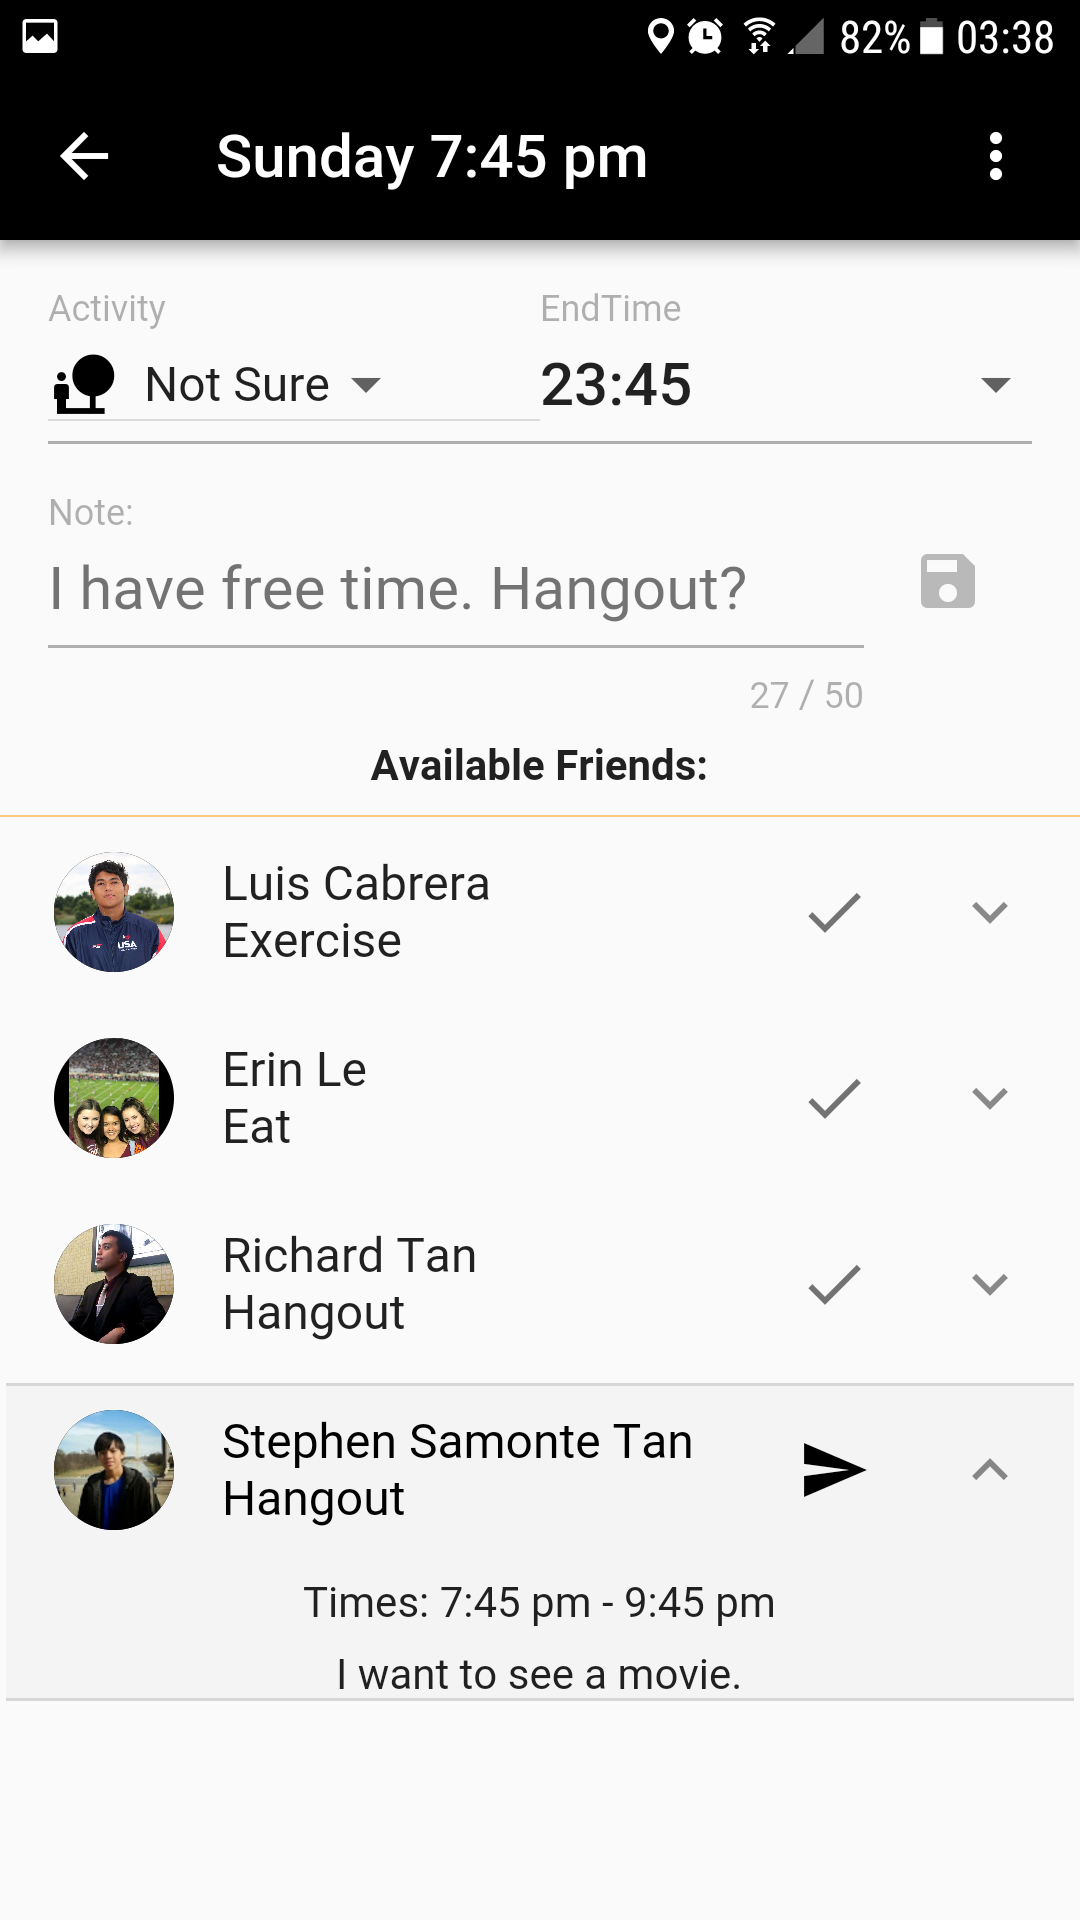 82% 03:38
Sunday 7:45 pm
Activity
EndTime
Not Sure
23:45
Note:
I have free time. Hangout?
27 / 50
Available Friends:
Luis Cabrera
Exercise
USA
Erin Le
Eat
Richard Tan
Hangout
Stephen Samonte Tan
Hangout
Times: 7:45 pm - 9:45 pm
I want to see a movie.